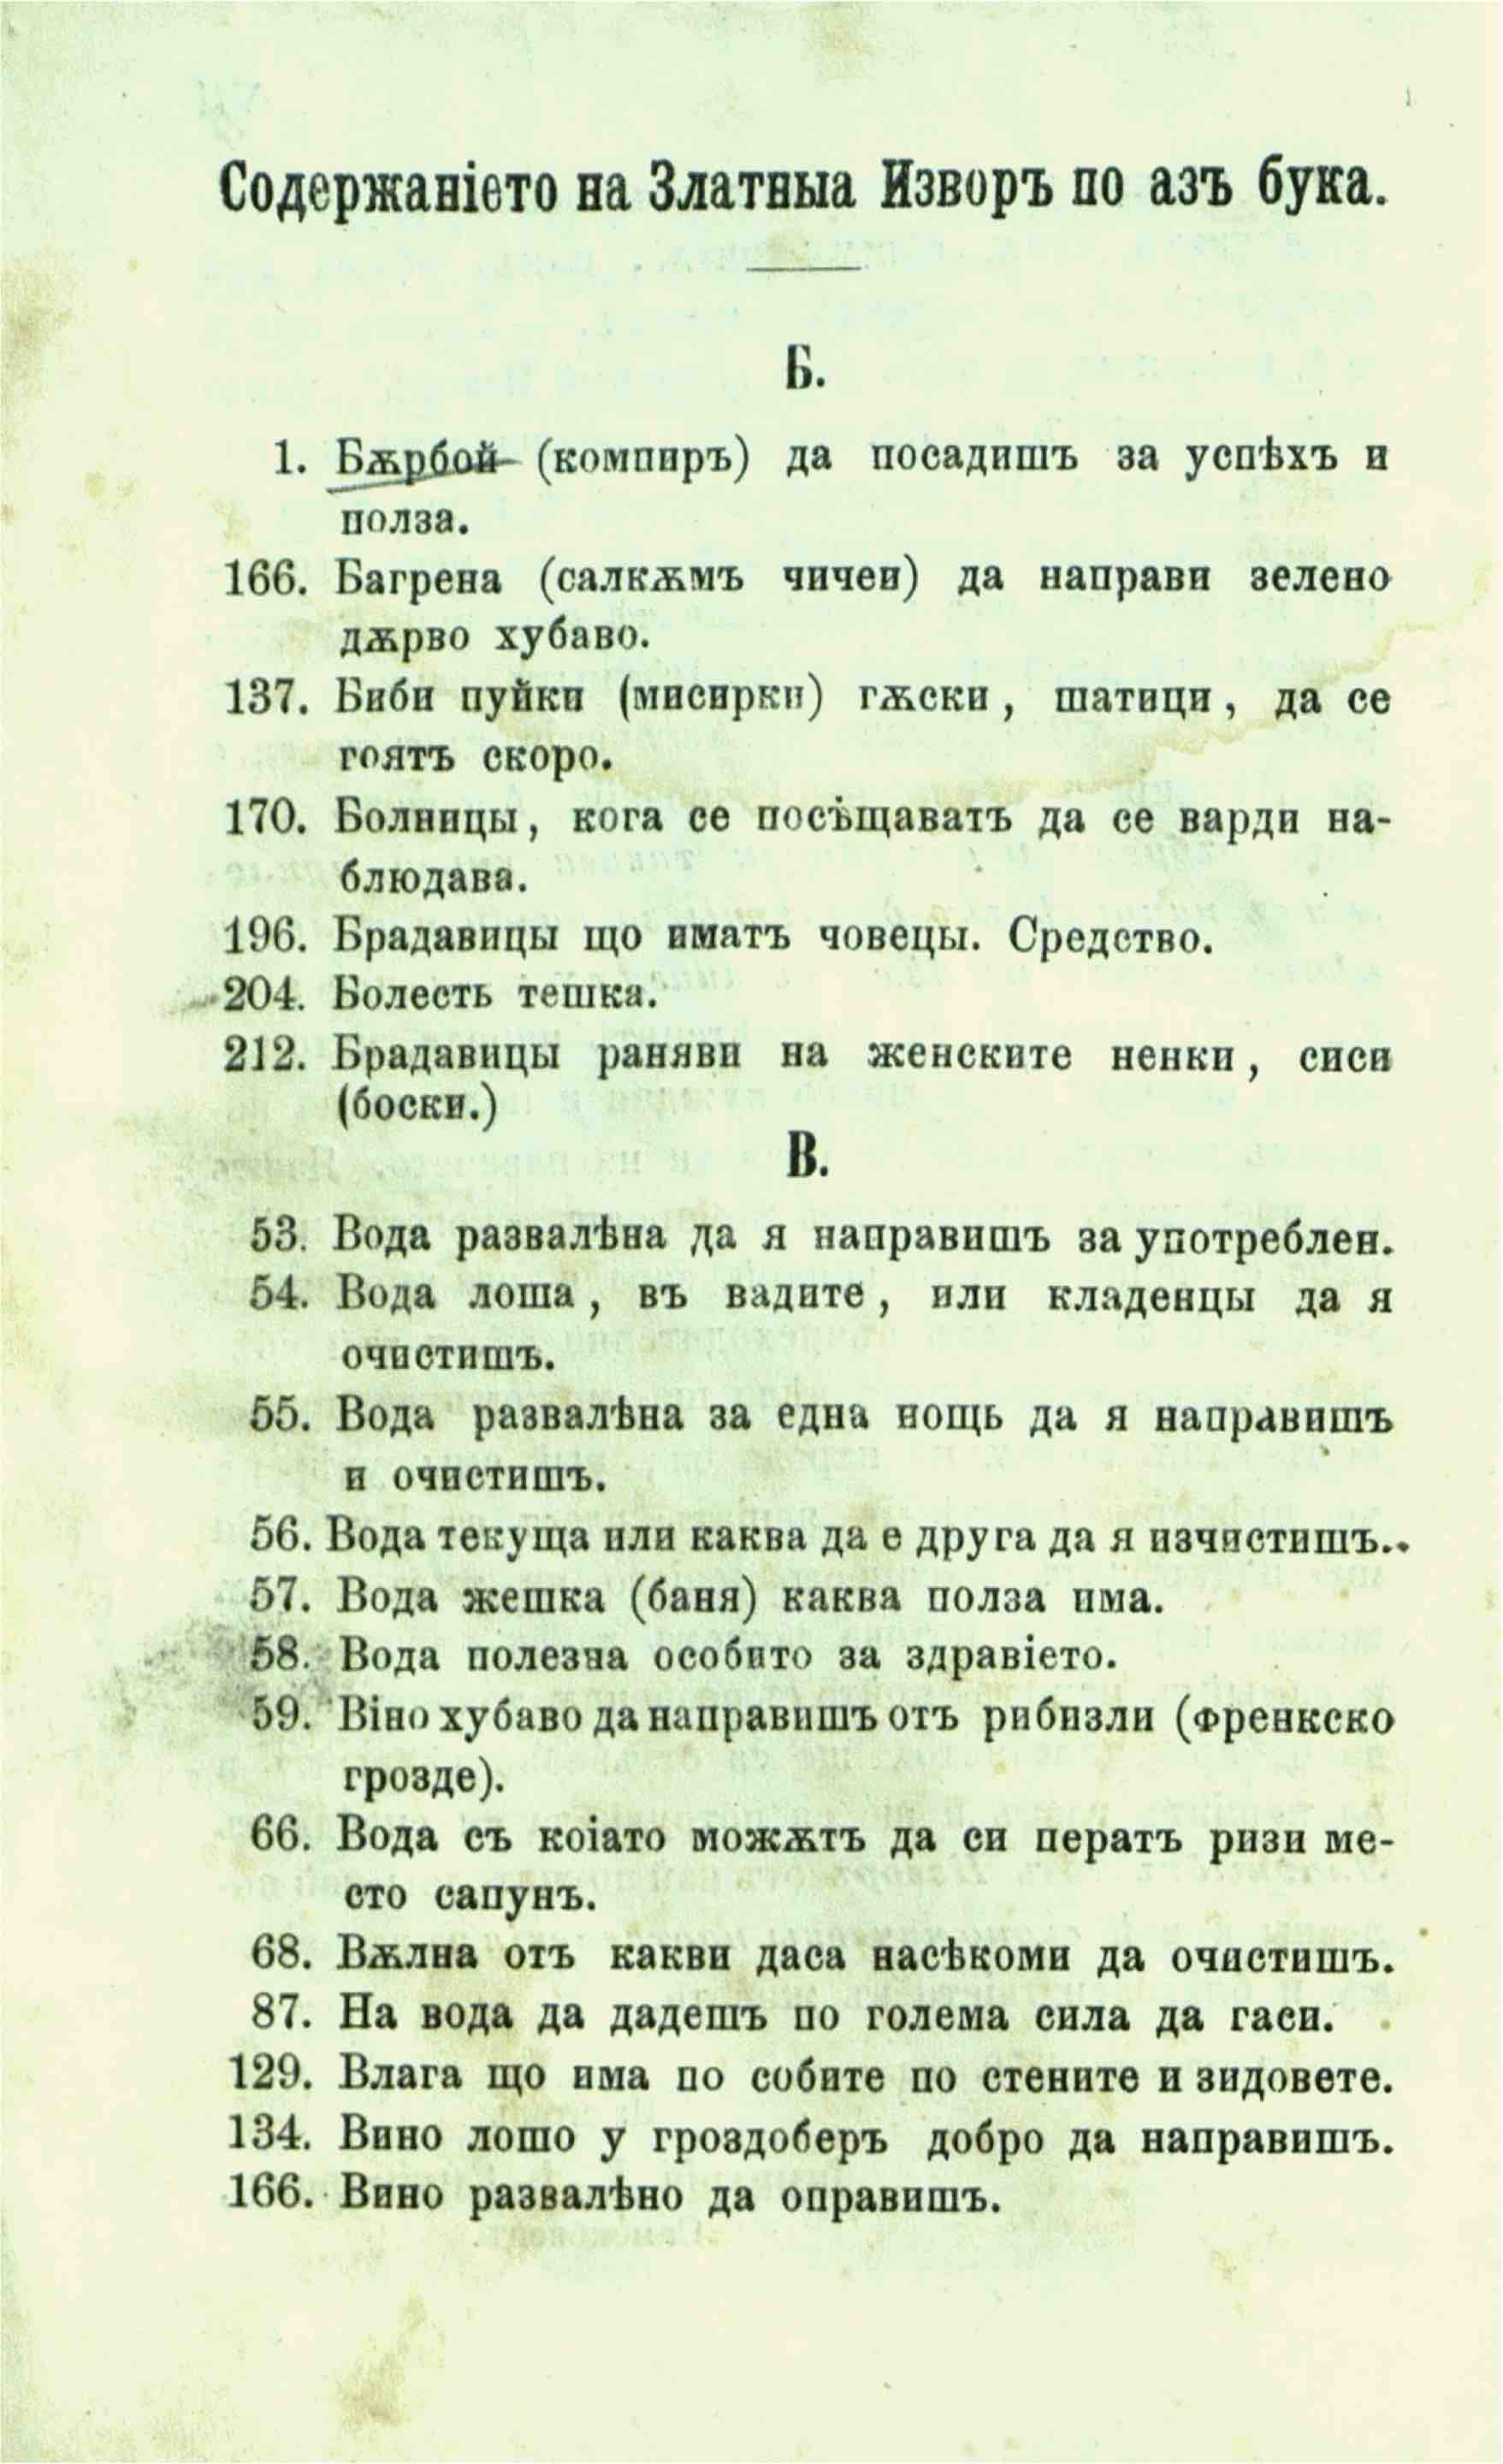 Содержаніето на Златныа Изворъ по азъ бука.
Б.
1. Бѫрбой (компиръ) да посадишъ за успѣхъ и
полза.
166. Багрена (салкѫмъ чичеи) да направи зелено
дѫрво хубаво.
137. Биби пуйки (мисирки) гѫски, шатици, да се
гоятъ скоро.
170. Болницы, кога се посѣщаватъ да се варди на-
блюдава.
196. Брадавицы що иматъ човецы. Средство.
204. Болесть тешка.
212. Брадавицы раняви на женските ненки, сиси
(боски.)
В.
53. Вода развалѣна да я направишъ за употреблен.
54. Вода лоша, въ вадите, или кладенцы да я
очистишъ.
55. Вода развалѣна за една нощь да я направишъ
и очистишъ.
56. Вода текуща или каква да е друга да я изчистишъ..
57. Вода жешка (баня) каква полза има.
58. Вода полезна особито за здравіето.
59. Віно хубаво да направишъ отъ рибизли (френкско
грозде).
66. Вода съ коіато можѫтъ да си ператъ ризи ме-
сто сапунъ.
68. Вѫлна отъ какви даса насѣкоми да очистишъ.
87. На вода да дадешъ по голема сила да гаси.
129. Влага що има по собите по стените и зидовете.
134. Вино лошо у гроздоберъ добро да направишъ.
166. Вино развалѣно да оправишъ.